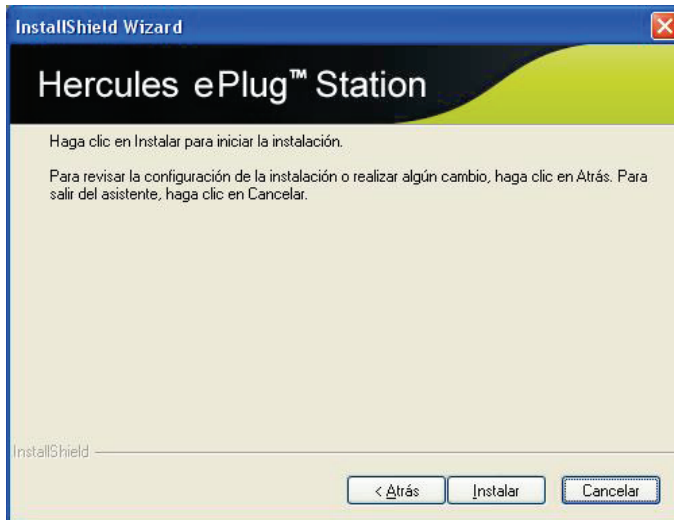 InstallShield Wizard
Hercules ePlug™ Station
Haga clic en Instalar para iniciar la instalación.
Para revisar la configuración de la instalación o realizar algún cambio, haga clic en Atrás. Para
salir del asistente, haga clic en Cancelar.
InstallShield
< Atrás
Instalar
Cancelar